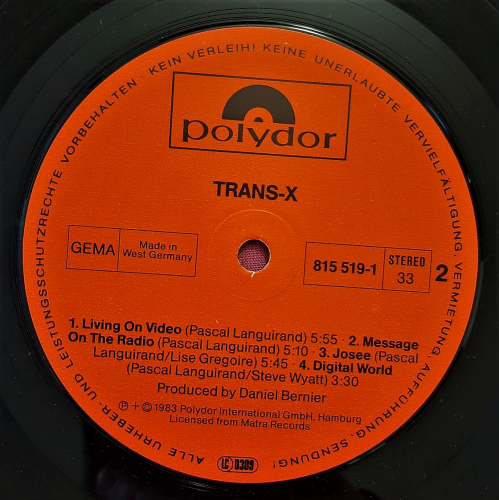 ALLE URHEBER- UND LEISTUNGSSCHUTZRECHTE VORBEHALTEN · KEIN VERLEIH! KEINE UNERLAUBTE VERVIELFÄLTIGUNG, VERMIETUNG, AUFFÜHRUNG, SENDUNG!
polydor
TRANS-X
GEMA
Made in
West Germany
815 519-1
STEREO
33
2
1. Living On Video (Pascal Languirand) 5:55 · 2. Message
On The Radio (Pascal Languirand) 5:10 · 3. Josee (Pascal
Languirand/Lise Gregoire) 5:45 · 4. Digital World
(Pascal Languirand/Steve Wyatt) 3:30
Produced by Daniel Bernier
Ⓟ + © 1983 Polydor International GmbH, Hamburg
Licensed from Matra Records
LC 0309